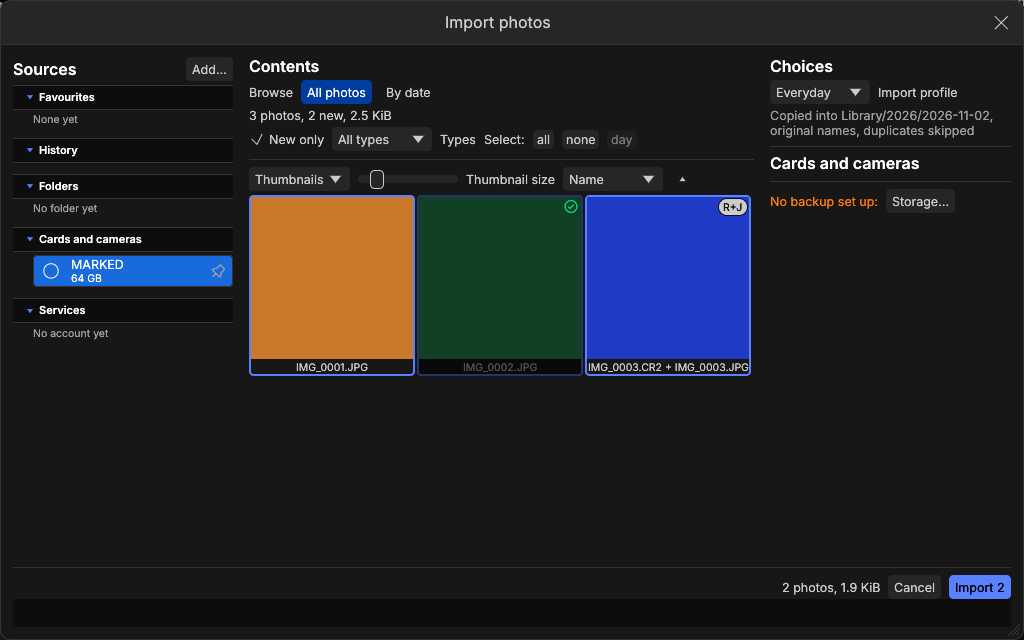 Import photos
Sources
Add...
Favourites
None yet
History
Folders
No folder yet
Cards and cameras
MARKED
64 GB
Services
No account yet
Contents
Browse All photos By date
3 photos, 2 new, 2.5 KiB
New only All types Types Select: all none day
Thumbnails Thumbnail size Name
R+J
IMG_0001.JPG
IMG_0002.JPG
IMG_0003.CR2 + IMG_0003.JPG
Choices
Everyday Import profile
Copied into Library/2026/2026-11-02,
original names, duplicates skipped
Cards and cameras
No backup set up: Storage...
2 photos, 1.9 KiB Cancel Import 2